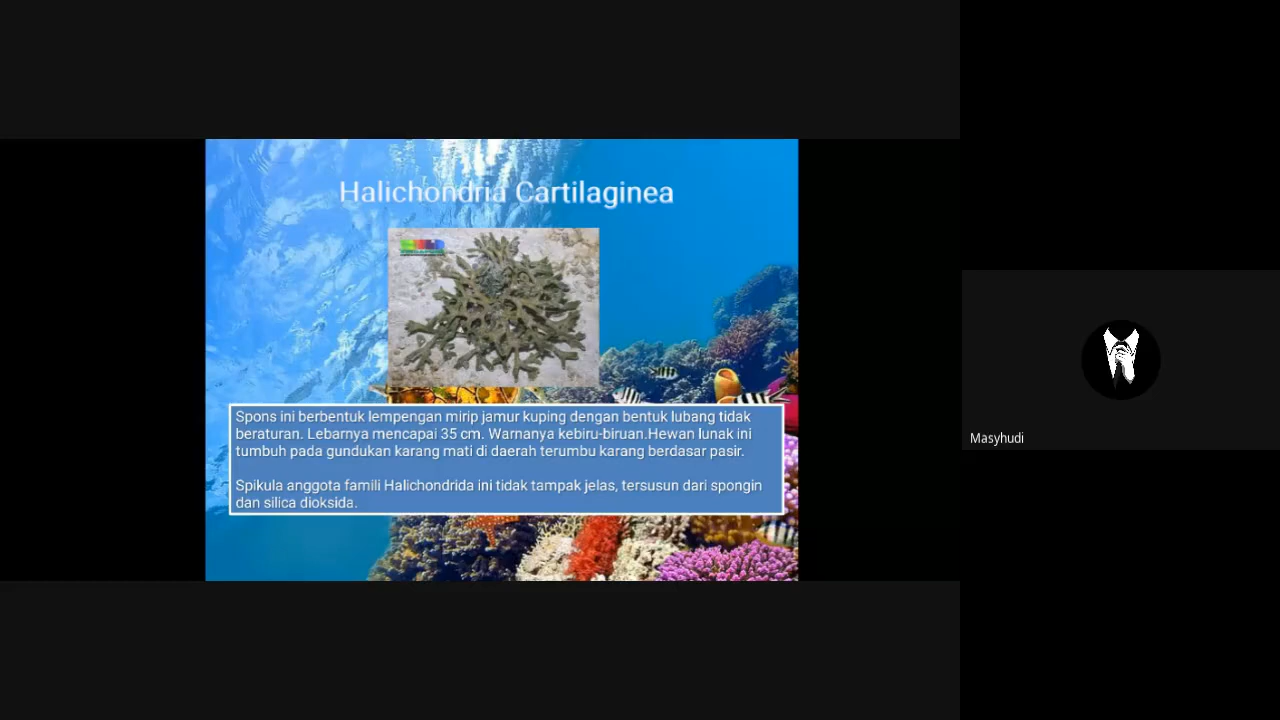 Halichondria Cartilaginea
Spons ini berbentuk lempengan mirip jamur kuping dengan bentuk lubang tidak
beraturan. Lebarnya mencapai 35 cm. Warnanya kebiru-biruan.Hewan lunak ini
tumbuh pada gundukan karang mati di daerah terumbu karang berdasar pasir.
Spikula anggota famili Halichondrida ini tidak tampak jelas, tersusun dari spongin
dan silica dioksida.
Masyhudi